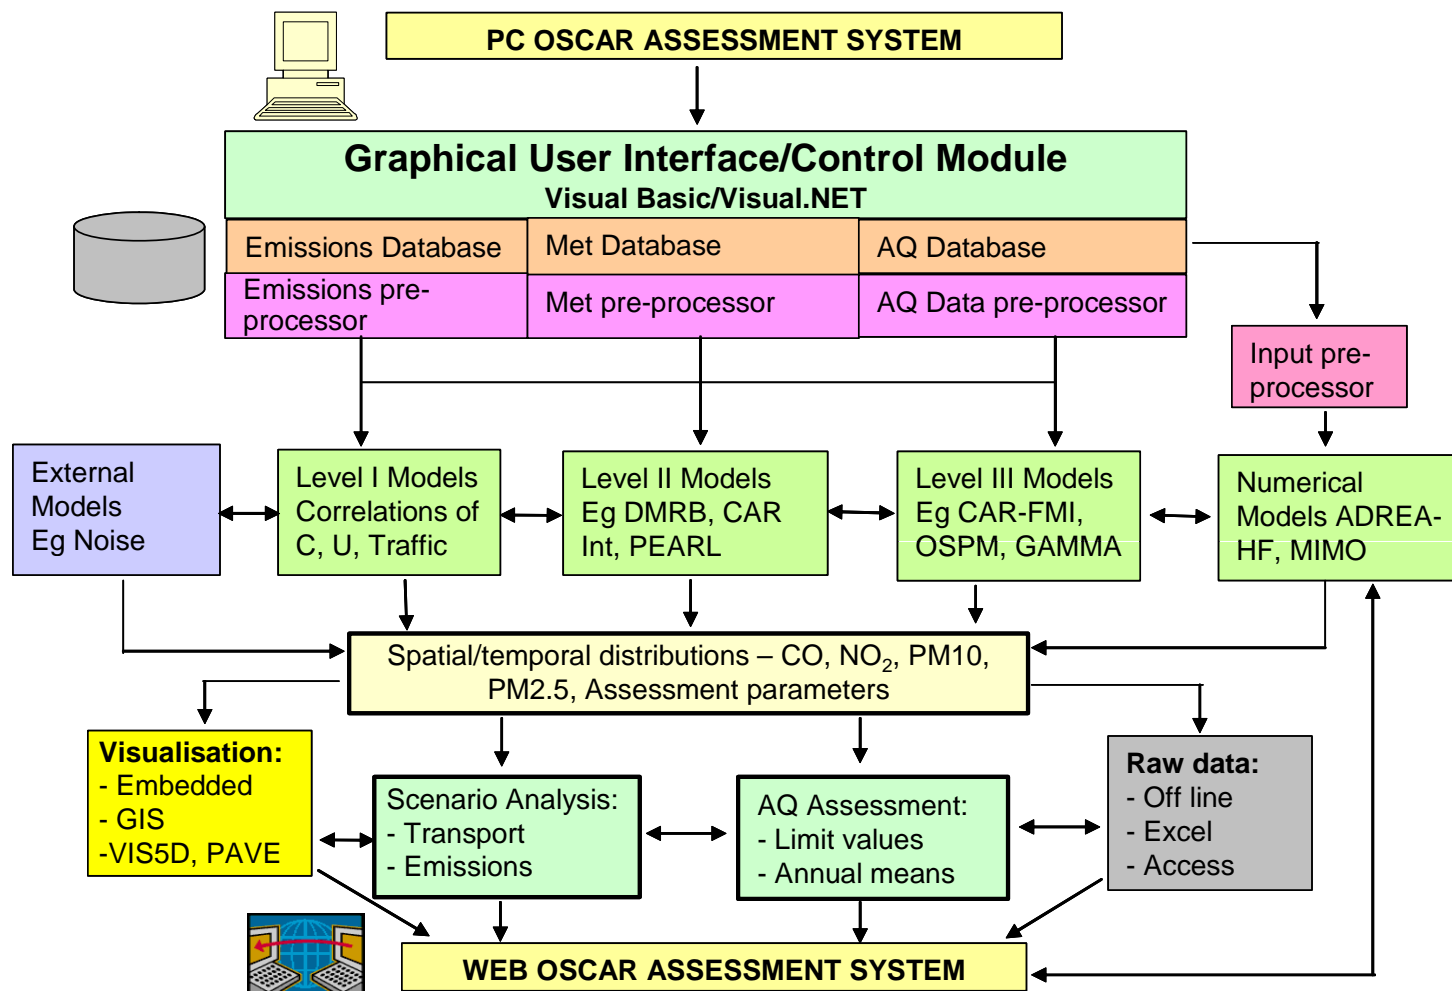 PC OSCAR ASSESSMENT SYSTEM
Graphical User Interface/Control Module
Visual Basic/Visual.NET
Emissions Database
Met Database
AQ Database
Emissions pre-
processor
Met pre-processor
AQ Data pre-processor
Input pre-
processor
External
Models
Eg Noise
Level I Models
Correlations of
C, U, Traffic
Level II Models
Eg DMRB, CAR
Int, PEARL
Level III Models
Eg CAR-FMI,
OSPM, GAMMA
Numerical
Models ADREA-
HF, MIMO
Spatial/temporal distributions – CO, NO₂, PM10,
PM2.5, Assessment parameters
Visualisation:
- Embedded
- GIS
-VIS5D, PAVE
Scenario Analysis:
- Transport
- Emissions
AQ Assessment:
- Limit values
- Annual means
Raw data:
- Off line
- Excel
- Access
WEB OSCAR ASSESSMENT SYSTEM